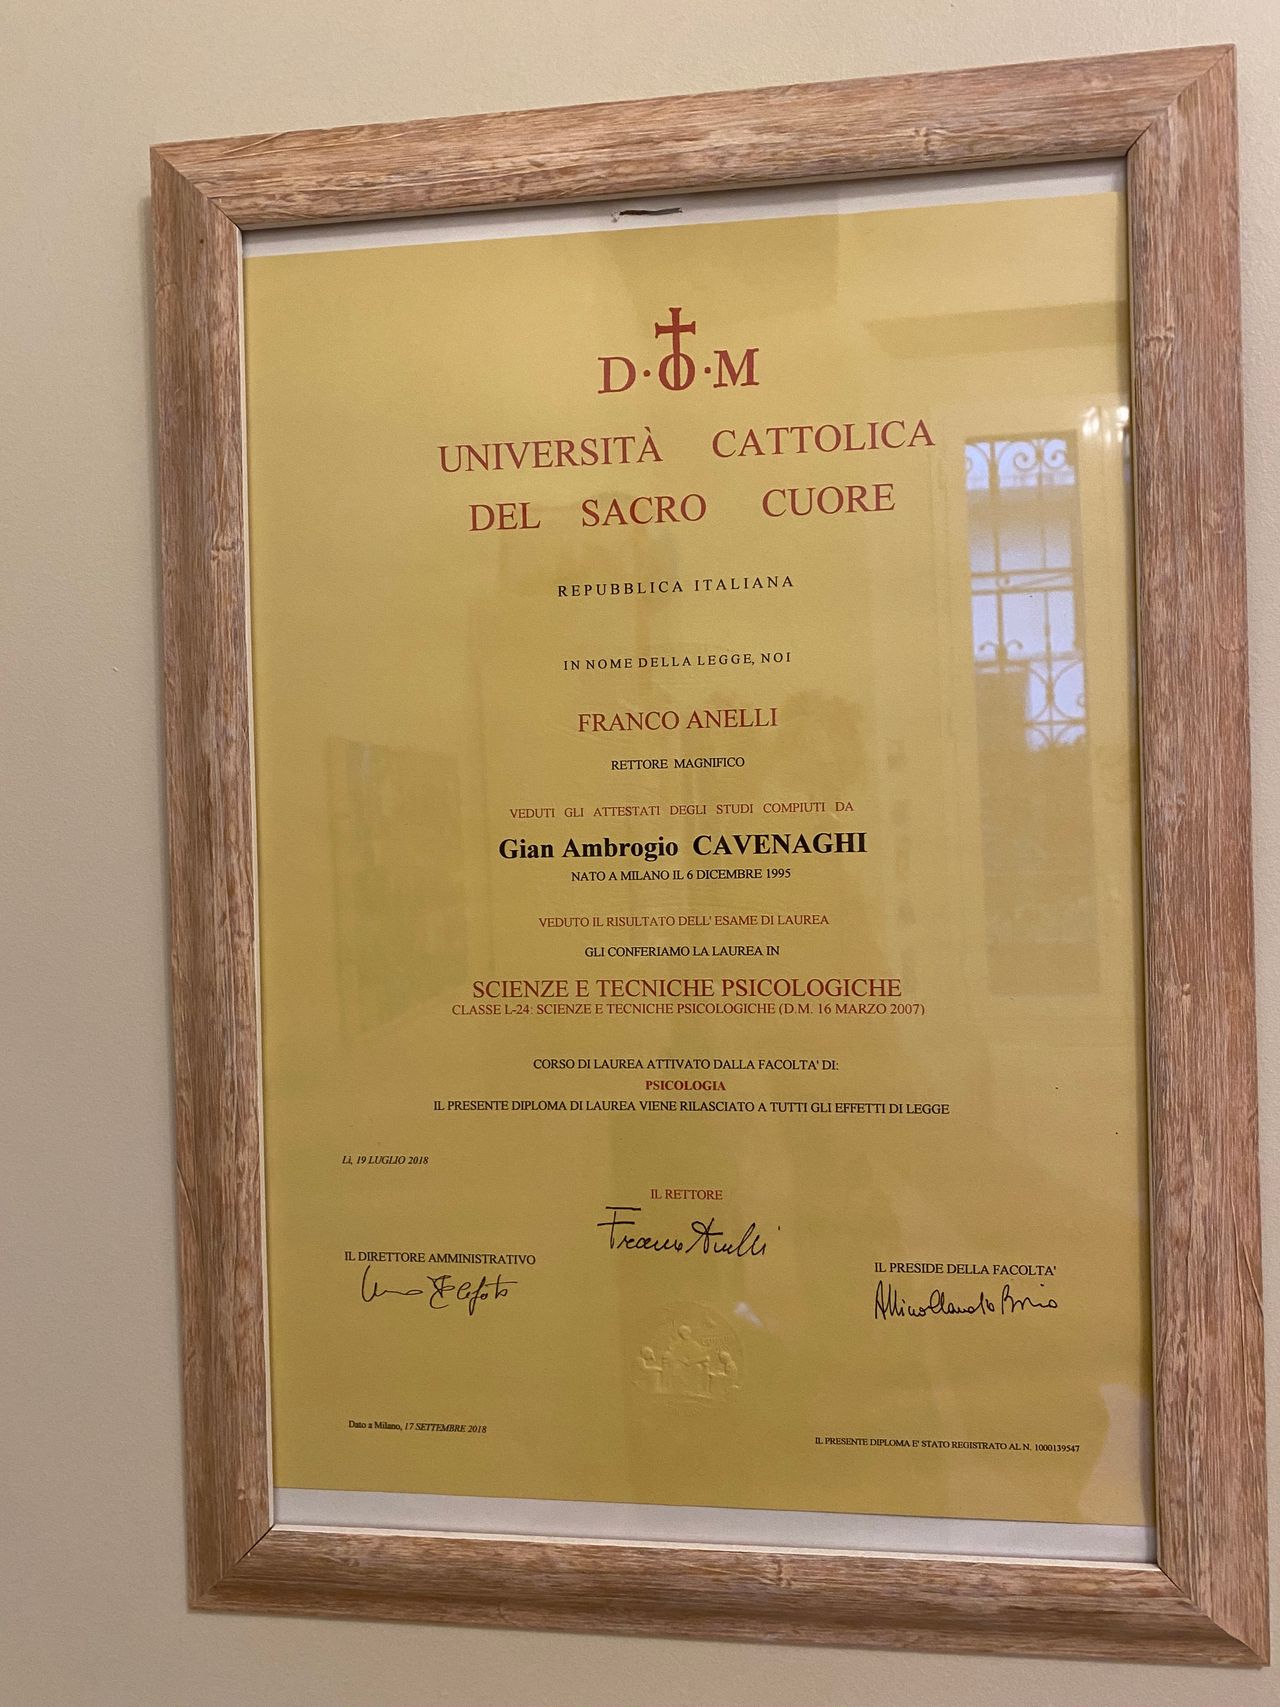 D·O·M
UNIVERSITÀ CATTOLICA
DEL SACRO CUORE
REPUBBLICA ITALIANA
IN NOME DELLA LEGGE, NOI
FRANCO ANELLI
RETTORE MAGNIFICO
VEDUTI GLI ATTESTATI DEGLI STUDI COMPIUTI DA
Gian Ambrogio CAVENAGHI
NATO A MILANO IL 6 DICEMBRE 1995
VEDUTO IL RISULTATO DELL' ESAME DI LAUREA
GLI CONFERIAMO LA LAUREA IN
SCIENZE E TECNICHE PSICOLOGICHE
CLASSE L-24: SCIENZE E TECNICHE PSICOLOGICHE (D.M. 16 MARZO 2007)
CORSO DI LAUREA ATTIVATO DALLA FACOLTA' DI:
PSICOLOGIA
IL PRESENTE DIPLOMA DI LAUREA VIENE RILASCIATO A TUTTI GLI EFFETTI DI LEGGE
Lì, 19 LUGLIO 2018
IL RETTORE
Franco Anelli
IL DIRETTORE AMMINISTRATIVO
IL PRESIDE DELLA FACOLTA'
Dato a Milano, 17 SETTEMBRE 2018
IL PRESENTE DIPLOMA E' STATO REGISTRATO AL N. 1000139547